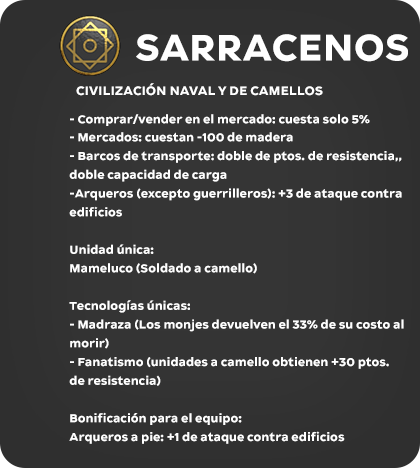 SARRACENOS
CIVILIZACIÓN NAVAL Y DE CAMELLOS
- Comprar/vender en el mercado: cuesta solo 5%
- Mercados: cuestan -100 de madera
- Barcos de transporte: doble de ptos. de resistencia,,
doble capacidad de carga
-Arqueros (excepto guerrilleros): +3 de ataque contra
edificios
Unidad única:
Mameluco (Soldado a camello)
Tecnologías únicas:
- Madraza (Los monjes devuelven el 33% de su costo al
morir)
- Fanatismo (unidades a camello obtienen +30 ptos.
de resistencia)
Bonificación para el equipo:
Arqueros a pie: +1 de ataque contra edificios